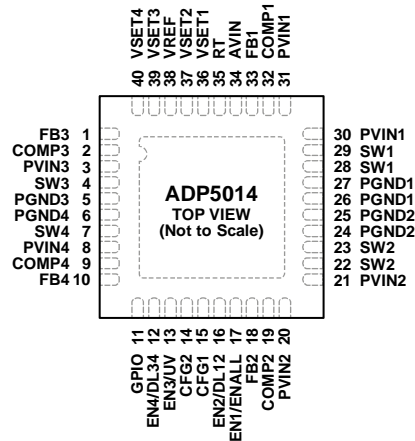 40 VSET4
39 VSET3
38 VREF
37 VSET2
36 VSET1
35 RT
34 AVIN
33 FB1
32 COMP1
31 PVIN1
FB3 1
COMP3 2
PVIN3 3
SW3 4
PGND3 5
PGND4 6
SW4 7
PVIN4 8
COMP4 9
FB4 10
ADP5014
TOP VIEW
(Not to Scale)
30 PVIN1
29 SW1
28 SW1
27 PGND1
26 PGND1
25 PGND2
24 PGND2
23 SW2
22 SW2
21 PVIN2
GPIO 11
EN4/DL34 12
EN3/UV 13
CFG2 14
CFG1 15
EN2/DL12 16
EN1/ENALL 17
FB2 18
COMP2 19
PVIN2 20